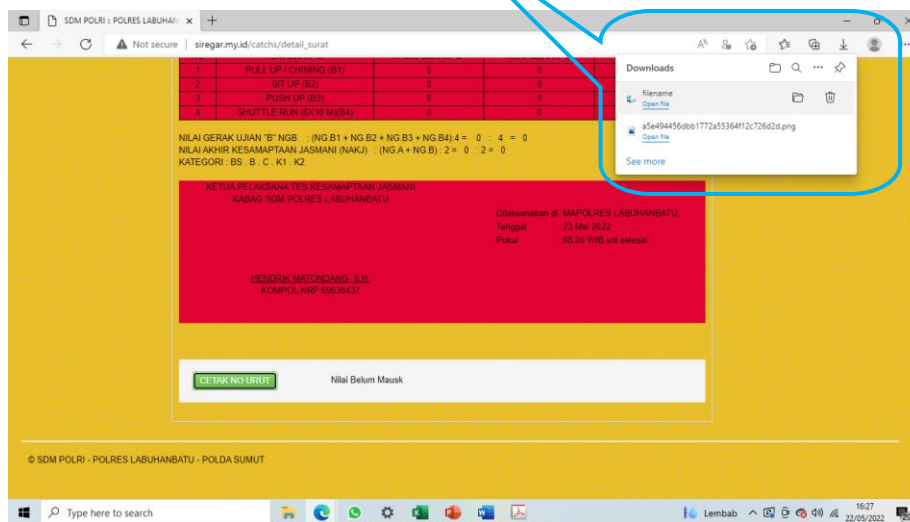 SDM POLRI : POLRES LABUHAN
Not secure | siregar.my.id/catchs/detail_surat
Downloads
filename
Open file
a5e494456dbb1772a55364f12c726d2d.png
Open file
See more
1 PULL UP / CHINING (B1) 0 0
2 SIT UP (B2) 0 0
3 PUSH UP (B3) 0 0
4 SHUTTLE RUN (6X10 M)(B4) 0 0
NILAI GERAK UJIAN "B" NGB : (NG.B1 + NG.B2 + NG.B3 + NG.B4):4 = 0 : 4 = 0
NILAI AKHIR KESAMAPTAAN JASMANI (NAKJ) : (NG.A + NG.B) : 2 = 0 : 2 = 0
KATEGORI : BS . B . C . K1 . K2
KETUA PELAKSANA TES KESAMAPTAAN JASMANI
KABAG SDM POLRES LABUHANBATU
Dilaksanakan di : MAPOLRES LABUHANBATU
Tanggal : 23 Mei 2022
Pukul : 08.00 WIB s/d selesai
HENDRIK MATONDANG, S.H.
KOMPOL NRP 69030437
CETAK NO URUT
Nilai Belum Mausk
© SDM POLRI - POLRES LABUHANBATU - POLDA SUMUT
Type here to search
Lembab
16:27
22/05/2022